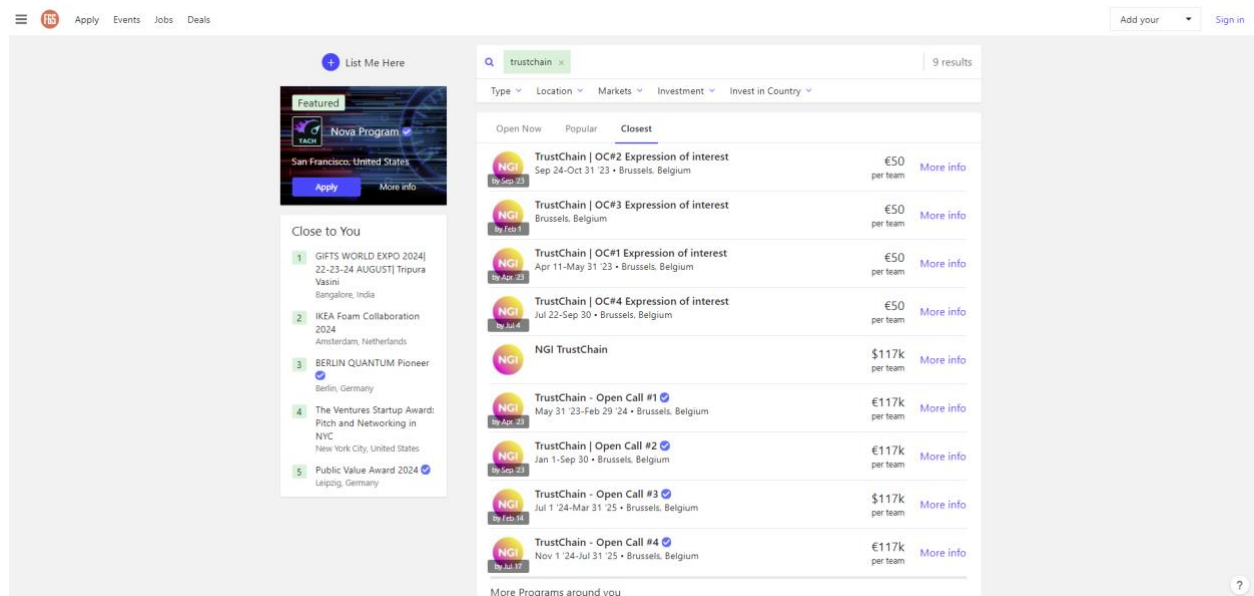 F6S Apply Events Jobs Deals Add your Sign in
+ List Me Here
Featured
TACH Nova Program
San Francisco, United States
Apply More info
Close to You
1 GIFTS WORLD EXPO 2024|
22-23-24 AUGUST| Tripura
Vasini
Bangalore, India
2 IKEA Foam Collaboration
2024
Amsterdam, Netherlands
3 BERLIN QUANTUM Pioneer
Berlin, Germany
4 The Ventures Startup Award:
Pitch and Networking in
NYC
New York City, United States
5 Public Value Award 2024
Leipzig, Germany
trustchain × 9 results
Type Location Markets Investment Invest in Country
Open Now Popular Closest
NGI
by Sep '23
TrustChain | OC#2 Expression of interest
Sep 24-Oct 31 '23 • Brussels, Belgium
€50
per team
More info
NGI
by Feb 1
TrustChain | OC#3 Expression of interest
Brussels, Belgium
€50
per team
More info
NGI
by Apr '23
TrustChain | OC#1 Expression of interest
Apr 11-May 31 '23 • Brussels, Belgium
€50
per team
More info
NGI
by Jul 4
TrustChain | OC#4 Expression of interest
Jul 22-Sep 30 • Brussels, Belgium
€50
per team
More info
NGI
NGI TrustChain
$117k
per team
More info
NGI
by Apr '23
TrustChain - Open Call #1
May 31 '23-Feb 29 '24 • Brussels, Belgium
€117k
per team
More info
NGI
by Sep '23
TrustChain | Open Call #2
Jan 1-Sep 30 • Brussels, Belgium
€117k
per team
More info
NGI
by Feb 14
TrustChain - Open Call #3
Jul 1 '24-Mar 31 '25 • Brussels, Belgium
$117k
per team
More info
NGI
by Jul 17
TrustChain - Open Call #4
Nov 1 '24-Jul 31 '25 • Brussels, Belgium
€117k
per team
More info
More Programs around you
?